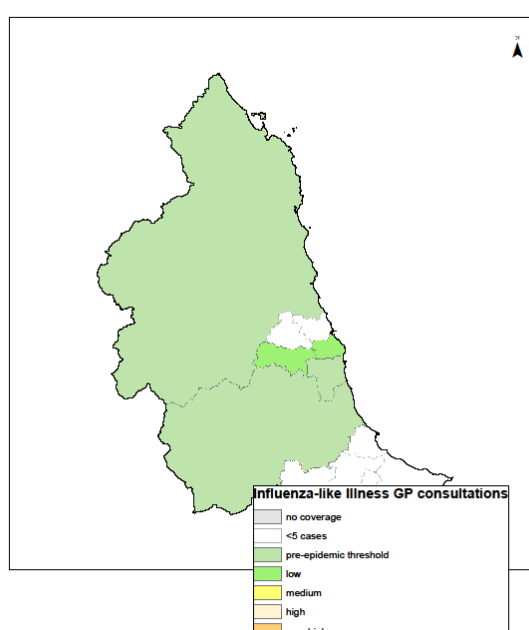 N
Influenza-like Illness GP consultations
no coverage
<5 cases
pre-epidemic threshold
low
medium
high